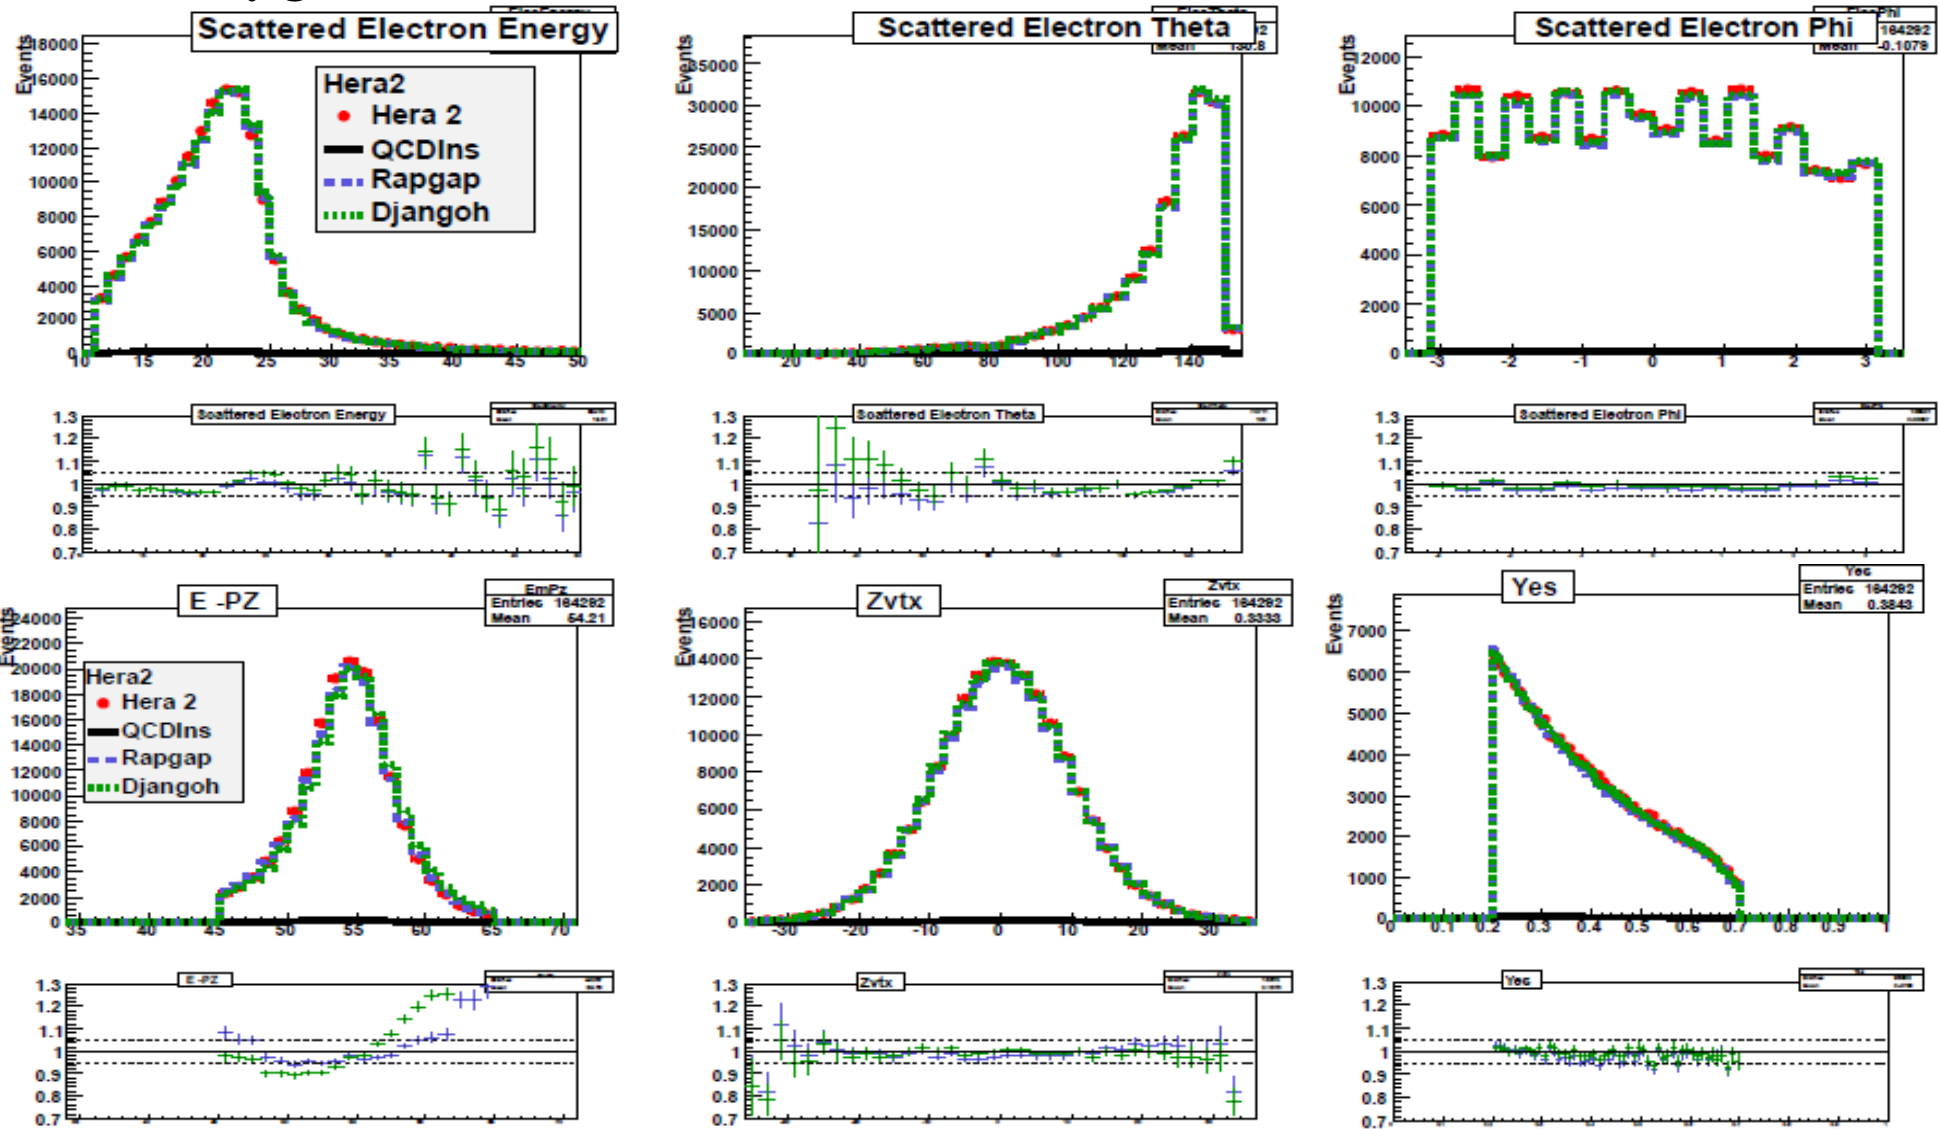 Scattered Electron Energy
Events
18000
16000
14000
12000
10000
8000
6000
4000
2000
0
10 15 20 25 30 35 40 45 50
Hera2
Hera 2
QCDIns
Rapgap
Djangoh
Scattered Electron Theta
Mean 130.8
Events
35000
30000
25000
20000
15000
10000
5000
0
20 40 60 80 100 120 140
Scattered Electron Phi
164292
Mean -0.1079
Events
12000
10000
8000
6000
4000
2000
0
-3 -2 -1 0 1 2 3
Scattered Electron Energy
1.3
1.2
1.1
1
0.9
0.8
0.7
Scattered Electron Theta
1.3
1.2
1.1
1
0.9
0.8
0.7
Scattered Electron Phi
1.3
1.2
1.1
1
0.9
0.8
0.7
E -PZ
EmPz
Entries 164292
Mean 54.21
Events
24000
22000
20000
18000
16000
14000
12000
10000
8000
6000
4000
2000
0
35 40 45 50 55 60 65 70
Hera2
Hera 2
QCDIns
Rapgap
Djangoh
Zvtx
Zvtx
Entries 164292
Mean 0.3333
Events
16000
14000
12000
10000
8000
6000
4000
2000
0
-30 -20 -10 0 10 20 30
Yes
Yes
Entries 164292
Mean 0.3843
Events
7000
6000
5000
4000
3000
2000
1000
0
0 0.1 0.2 0.3 0.4 0.5 0.6 0.7 0.8 0.9 1
E -PZ
1.3
1.2
1.1
1
0.9
0.8
0.7
Zvtx
1.3
1.2
1.1
1
0.9
0.8
0.7
Yes
1.3
1.2
1.1
1
0.9
0.8
0.7